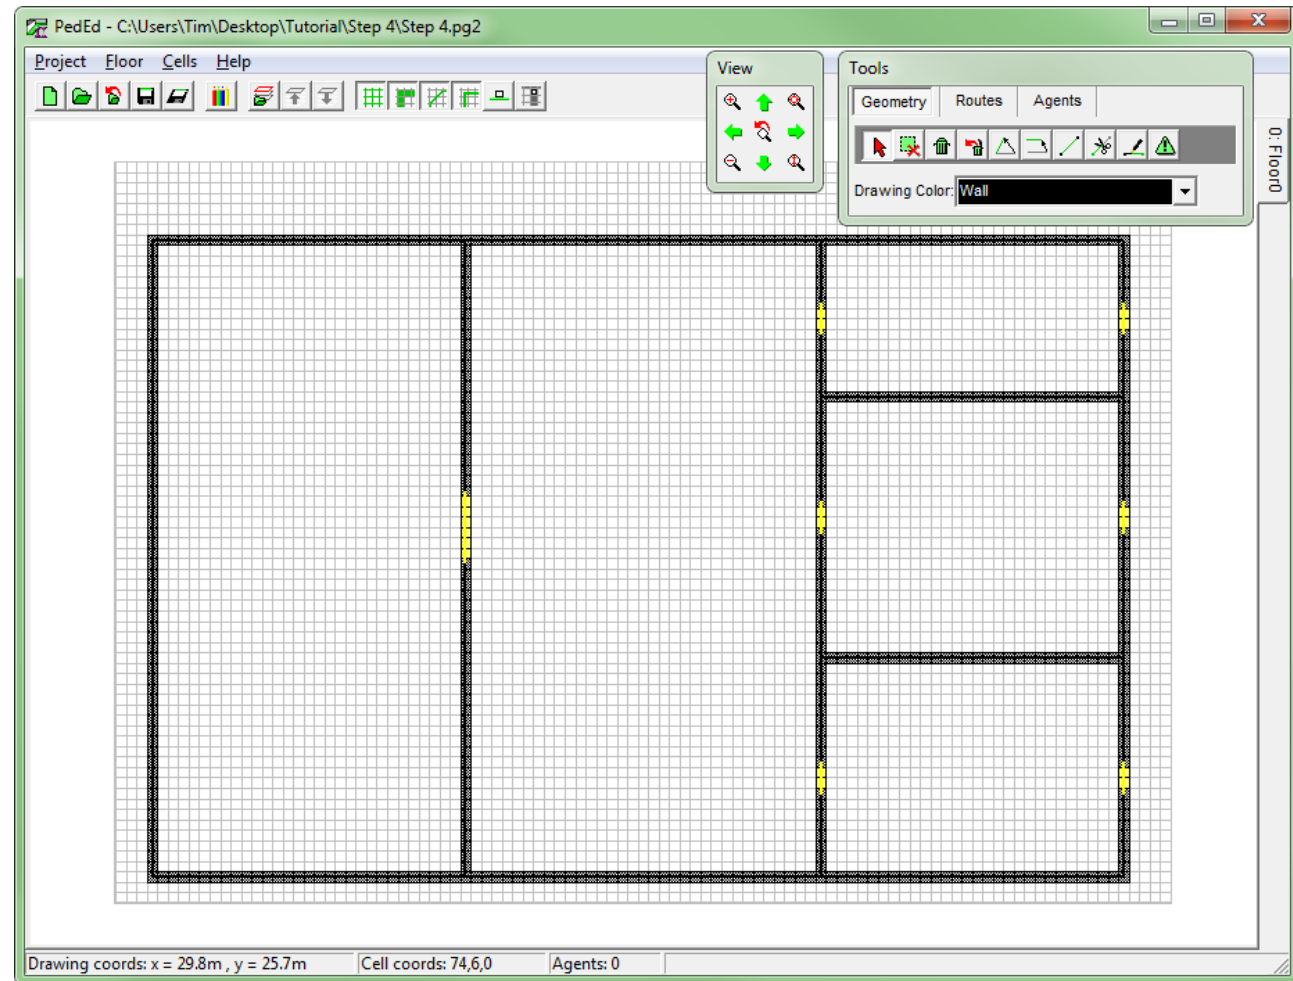 PedEd - C:\Users\Tim\Desktop\Tutorial\Step 4\Step 4.pg2
Project Floor Cells Help
View
Tools
Geometry Routes Agents
Drawing Color: Wall
0: Floor0
Drawing coords: x = 29.8m , y = 25.7m Cell coords: 74,6,0 Agents: 0